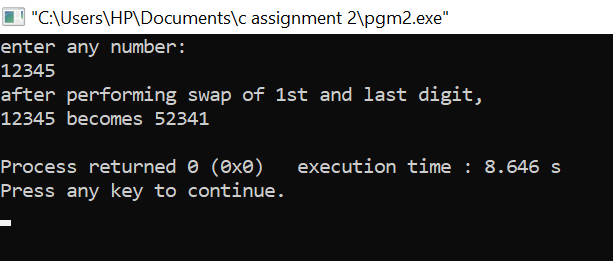 "C:\Users\HP\Documents\c assignment 2\pgm2.exe"
enter any number:
12345
after performing swap of 1st and last digit,
12345 becomes 52341
Process returned 0 (0x0)   execution time : 8.646 s
Press any key to continue.